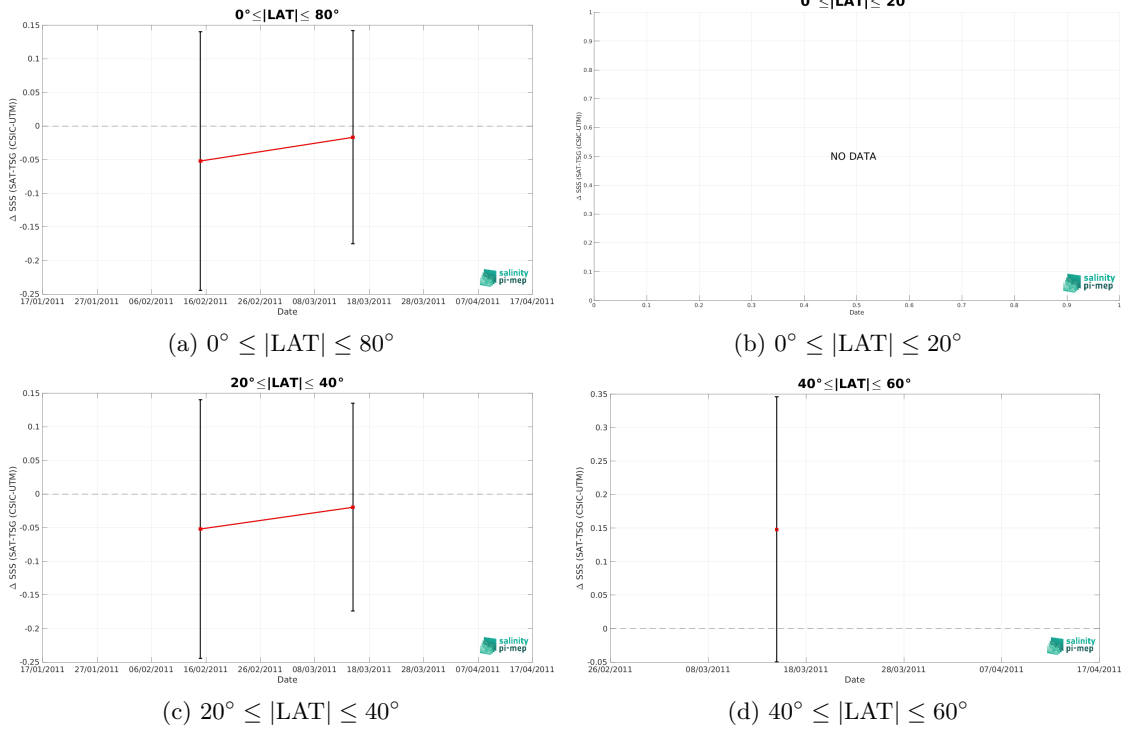 0°≤|LAT|≤ 80°
Δ SSS (SAT-TSG (CSIC-UTM))
0.15
0.1
0.05
0
-0.05
-0.1
-0.15
-0.2
-0.25
17/01/2011 27/01/2011 06/02/2011 16/02/2011 26/02/2011 08/03/2011 18/03/2011 28/03/2011 07/04/2011 17/04/2011
Date
salinity
pi-mep
(a) 0° ≤ |LAT| ≤ 80°
0°≤|LAT|≤ 20°
Δ SSS (SAT-TSG (CSIC-UTM))
1
0.9
0.8
0.7
0.6
0.5
0.4
0.3
0.2
0.1
0
NO DATA
0 0.1 0.2 0.3 0.4 0.5 0.6 0.7 0.8 0.9 1
Date
salinity
pi-mep
(b) 0° ≤ |LAT| ≤ 20°
20°≤|LAT|≤ 40°
Δ SSS (SAT-TSG (CSIC-UTM))
0.15
0.1
0.05
0
-0.05
-0.1
-0.15
-0.2
-0.25
17/01/2011 27/01/2011 06/02/2011 16/02/2011 26/02/2011 08/03/2011 18/03/2011 28/03/2011 07/04/2011 17/04/2011
Date
salinity
pi-mep
(c) 20° ≤ |LAT| ≤ 40°
40°≤|LAT|≤ 60°
Δ SSS (SAT-TSG (CSIC-UTM))
0.35
0.3
0.25
0.2
0.15
0.1
0.05
0
-0.05
26/02/2011 08/03/2011 18/03/2011 28/03/2011 07/04/2011 17/04/2011
Date
salinity
pi-mep
(d) 40° ≤ |LAT| ≤ 60°